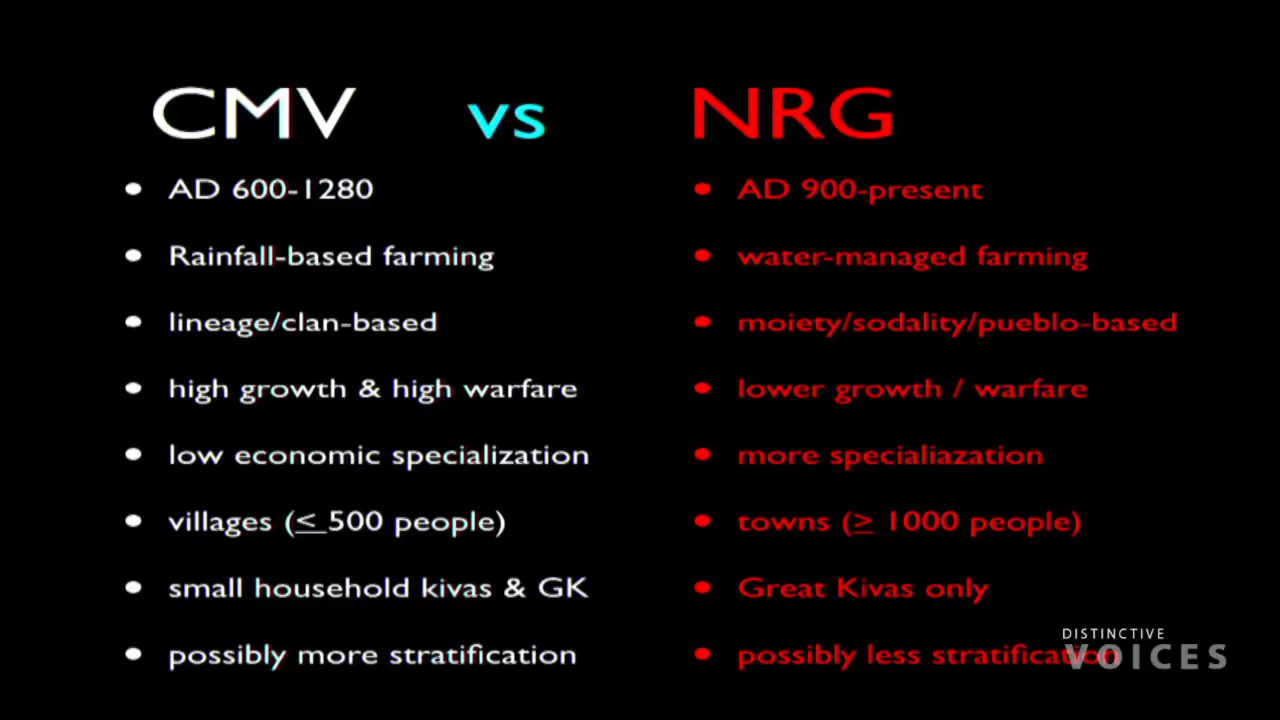 CMV vs NRG
• AD 600-1280
• Rainfall-based farming
• lineage/clan-based
• high growth & high warfare
• low economic specialization
• villages (≤ 500 people)
• small household kivas & GK
• possibly more stratification
• AD 900-present
• water-managed farming
• moiety/sodality/pueblo-based
• lower growth / warfare
• more specialiazation
• towns (≥ 1000 people)
• Great Kivas only
• possibly less stratification
DISTINCTIVE
VOICES